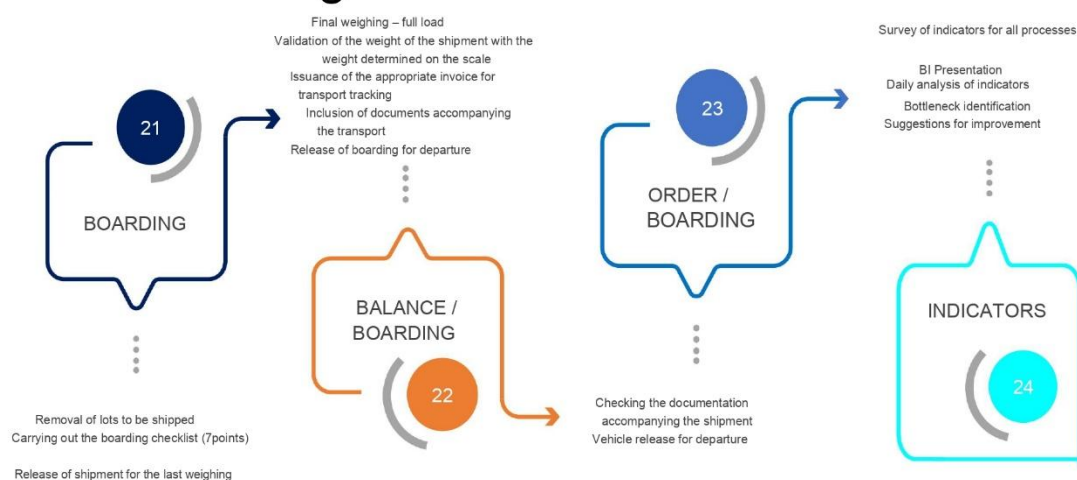 21
BOARDING
Removal of lots to be shipped
Carrying out the boarding checklist (7points)
Release of shipment for the last weighing
Final weighing – full load
Validation of the weight of the shipment with the
weight determined on the scale
Issuance of the appropriate invoice for
transport tracking
Inclusion of documents accompanying
the transport
Release of boarding for departure
BALANCE /
BOARDING
22
23
ORDER /
BOARDING
Checking the documentation
accompanying the shipment
Vehicle release for departure
Survey of indicators for all processes
BI Presentation
Daily analysis of indicators
Bottleneck identification
Suggestions for improvement
INDICATORS
24